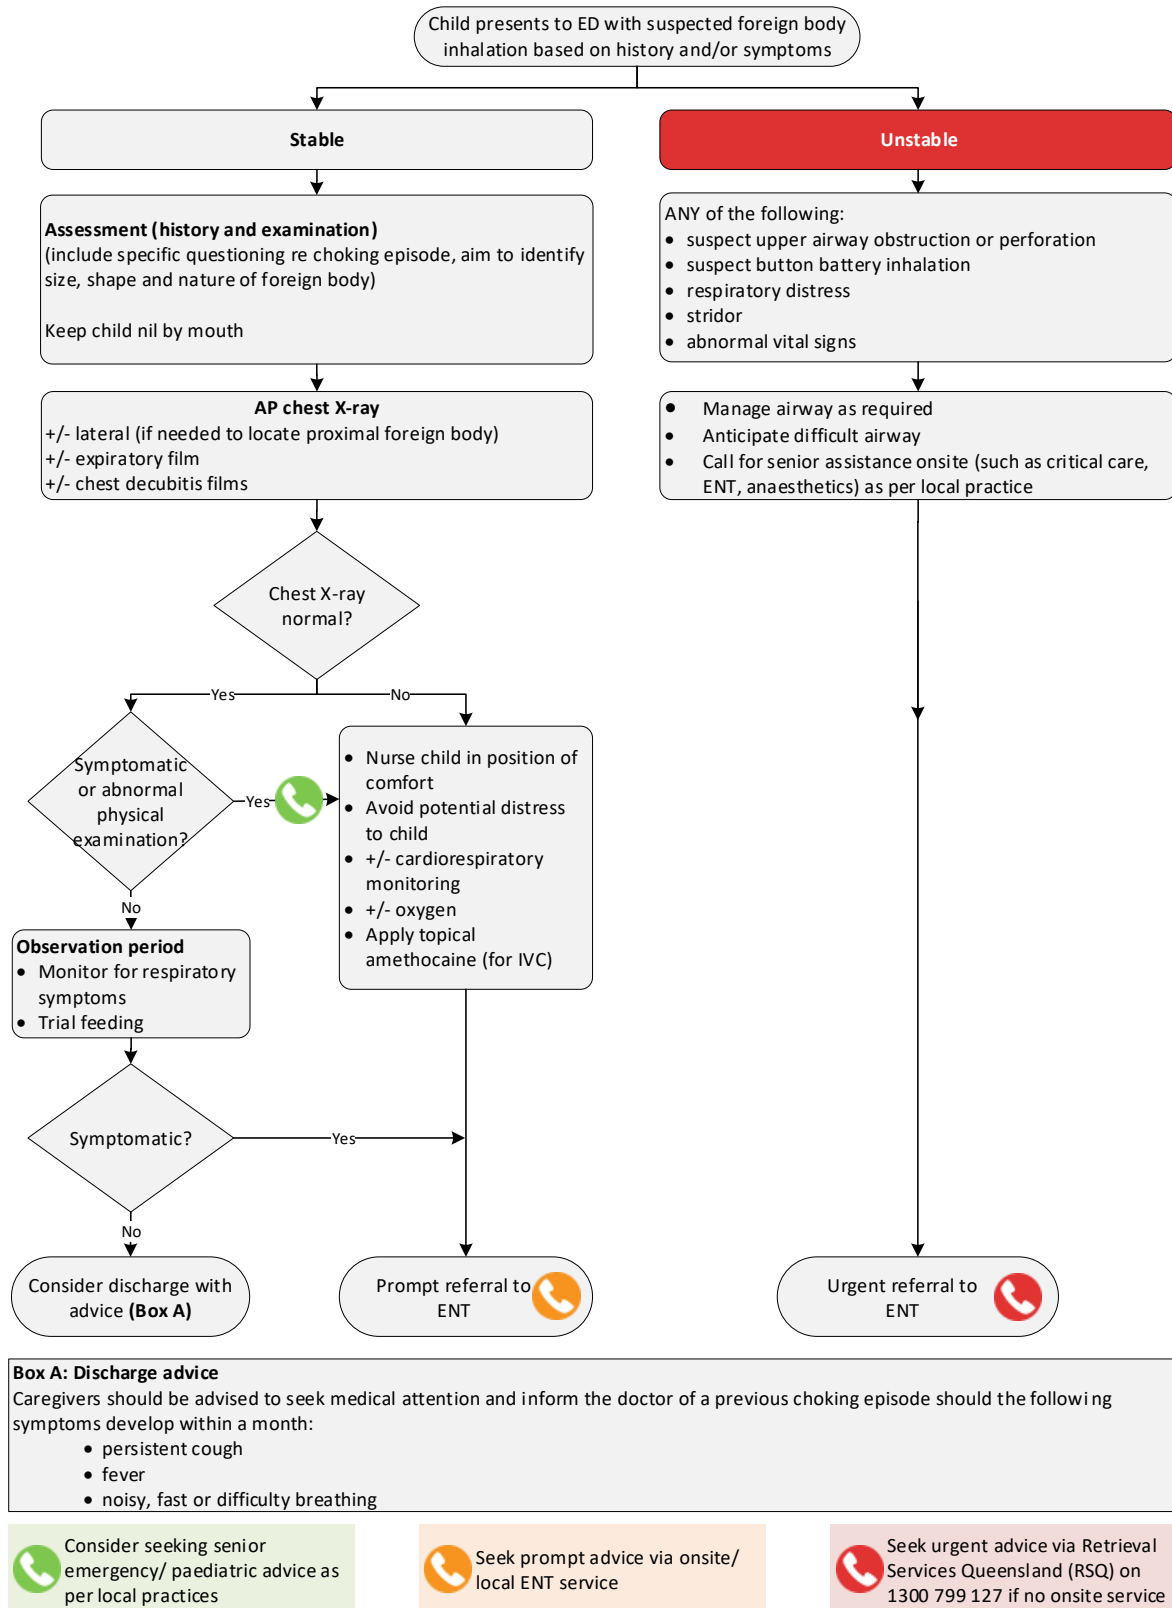 Child presents to ED with suspected foreign body
inhalation based on history and/or symptoms
Stable
Unstable
Assessment (history and examination)
(include specific questioning re choking episode, aim to identify
size, shape and nature of foreign body)
Keep child nil by mouth
ANY of the following:
• suspect upper airway obstruction or perforation
• suspect button battery inhalation
• respiratory distress
• stridor
• abnormal vital signs
AP chest X-ray
+/- lateral (if needed to locate proximal foreign body)
+/- expiratory film
+/- chest decubitis films
• Manage airway as required
• Anticipate difficult airway
• Call for senior assistance onsite (such as critical care,
ENT, anaesthetics) as per local practice
Chest X-ray
normal?
Yes
No
Symptomatic
or abnormal
physical
examination?
Yes
• Nurse child in position of
comfort
• Avoid potential distress
to child
• +/- cardiorespiratory
monitoring
• +/- oxygen
• Apply topical
amethocaine (for IVC)
No
Observation period
• Monitor for respiratory
symptoms
• Trial feeding
Symptomatic?
Yes
No
Consider discharge with
advice (Box A)
Prompt referral to
ENT
Urgent referral to
ENT
Box A: Discharge advice
Caregivers should be advised to seek medical attention and inform the doctor of a previous choking episode should the following
symptoms develop within a month:
• persistent cough
• fever
• noisy, fast or difficulty breathing
Consider seeking senior
emergency/ paediatric advice as
per local practices
Seek prompt advice via onsite/
local ENT service
Seek urgent advice via Retrieval
Services Queensland (RSQ) on
1300 799 127 if no onsite service